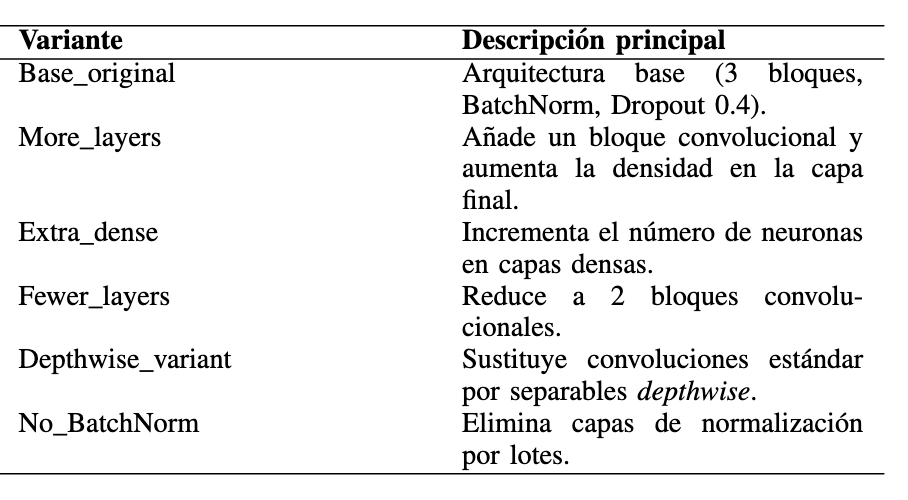 Variante Descripción principal
Base_original Arquitectura base (3 bloques,
BatchNorm, Dropout 0.4).
More_layers Añade un bloque convolucional y
aumenta la densidad en la capa
final.
Extra_dense Incrementa el número de neuronas
en capas densas.
Fewer_layers Reduce a 2 bloques convolu-
cionales.
Depthwise_variant Sustituye convoluciones estándar
por separables depthwise.
No_BatchNorm Elimina capas de normalización
por lotes.